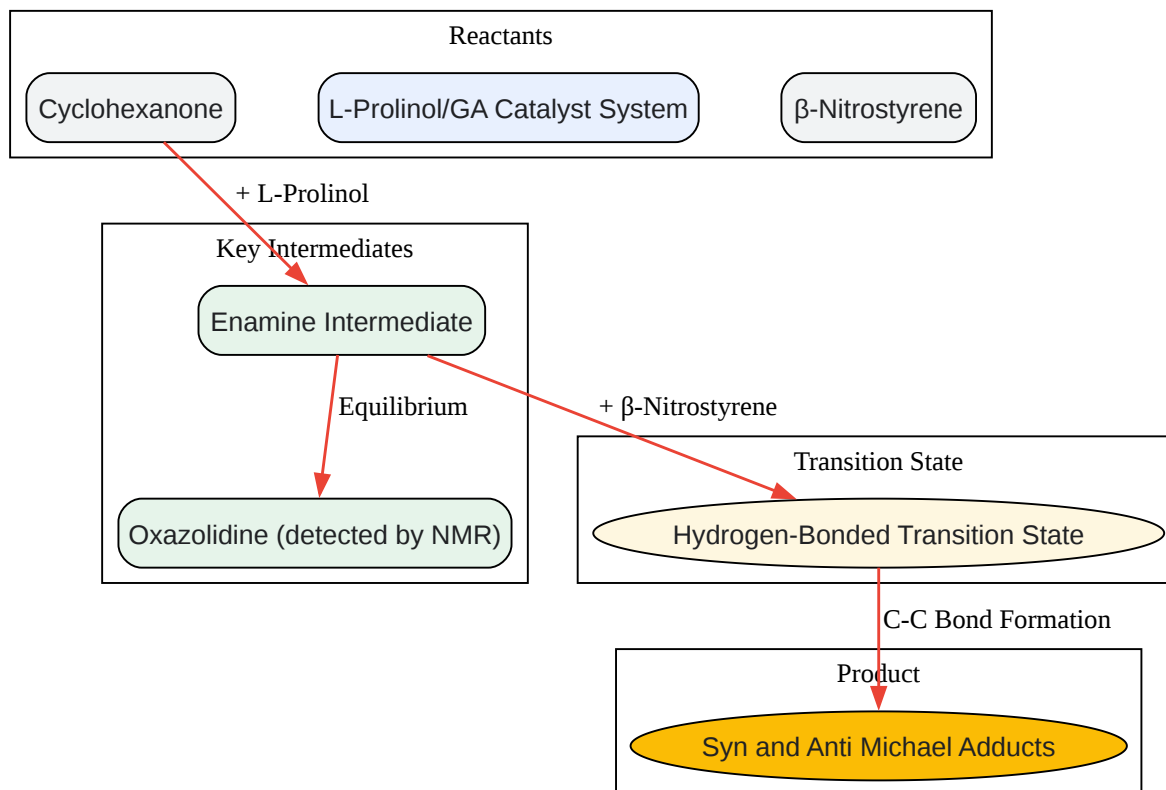 Reactants
Cyclohexanone
L-Prolinol/GA Catalyst System
β-Nitrostyrene
+ L-Prolinol
Key Intermediates
Enamine Intermediate
Equilibrium
+ β-Nitrostyrene
Transition State
Oxazolidine (detected by NMR)
Hydrogen-Bonded Transition State
C-C Bond Formation
Product
Syn and Anti Michael Adducts